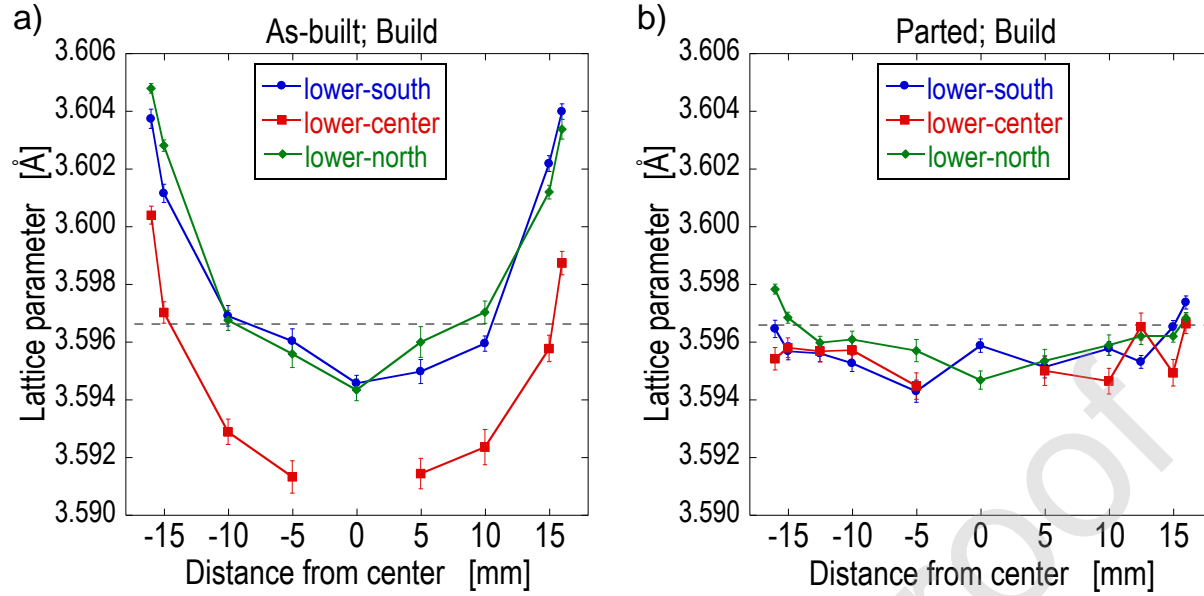 a)
As-built; Build
3.606
3.604
3.602
3.600
3.598
3.596
3.594
3.592
3.590
Lattice parameter [Å]
lower-south
lower-center
lower-north
-15 -10 -5 0 5 10 15
Distance from center [mm]
b)
Parted; Build
3.606
3.604
3.602
3.600
3.598
3.596
3.594
3.592
3.590
Lattice parameter [Å]
lower-south
lower-center
lower-north
-15 -10 -5 0 5 10 15
Distance from center [mm]
roof